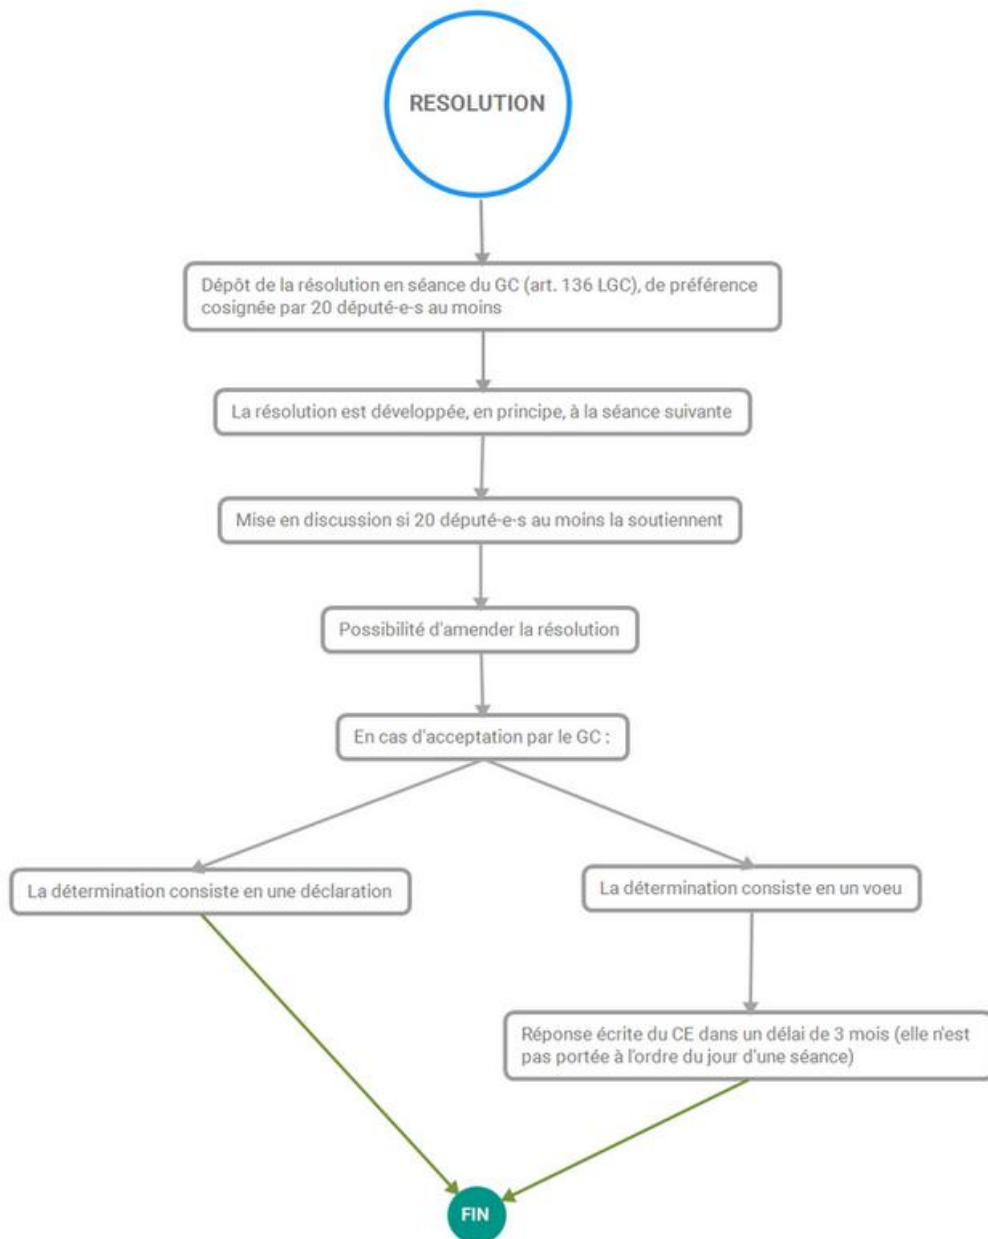 RESOLUTION
Dépôt de la résolution en séance du GC (art. 136 LGC), de préférence
cosignée par 20 député-e-s au moins
La résolution est développée, en principe, à la séance suivante
Mise en discussion si 20 député-e-s au moins la soutiennent
Possibilité d'amender la résolution
En cas d'acceptation par le GC :
La détermination consiste en une déclaration
La détermination consiste en un voeu
Réponse écrite du CE dans un délai de 3 mois (elle n'est
pas portée à l'ordre du jour d'une séance)
FIN